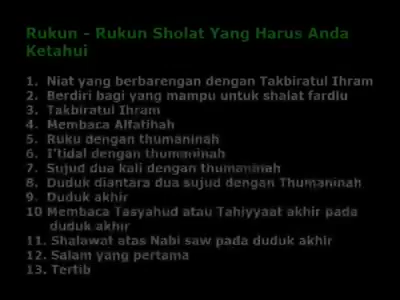 Rukun - Rukun Sholat Yang Harus Anda
Ketahui
1. Niat yang berbarengan dengan Takbiratul Ihram
2. Berdiri bagi yang mampu untuk shalat fardlu
3. Takbiratul Ihram
4. Membaca Alfatihah
5. Ruku dengan thumaninah
6. I'tidal dengan thumaninah
7. Sujud dua kali dengan thumaninah
8. Duduk diantara dua sujud dengan Thumaninah
9. Duduk akhir
10 Membaca Tasyahud atau Tahiyyaat akhir pada
duduk akhir
11. Shalawat atas Nabi saw pada duduk akhir
12. Salam yang pertama
13. Tertib